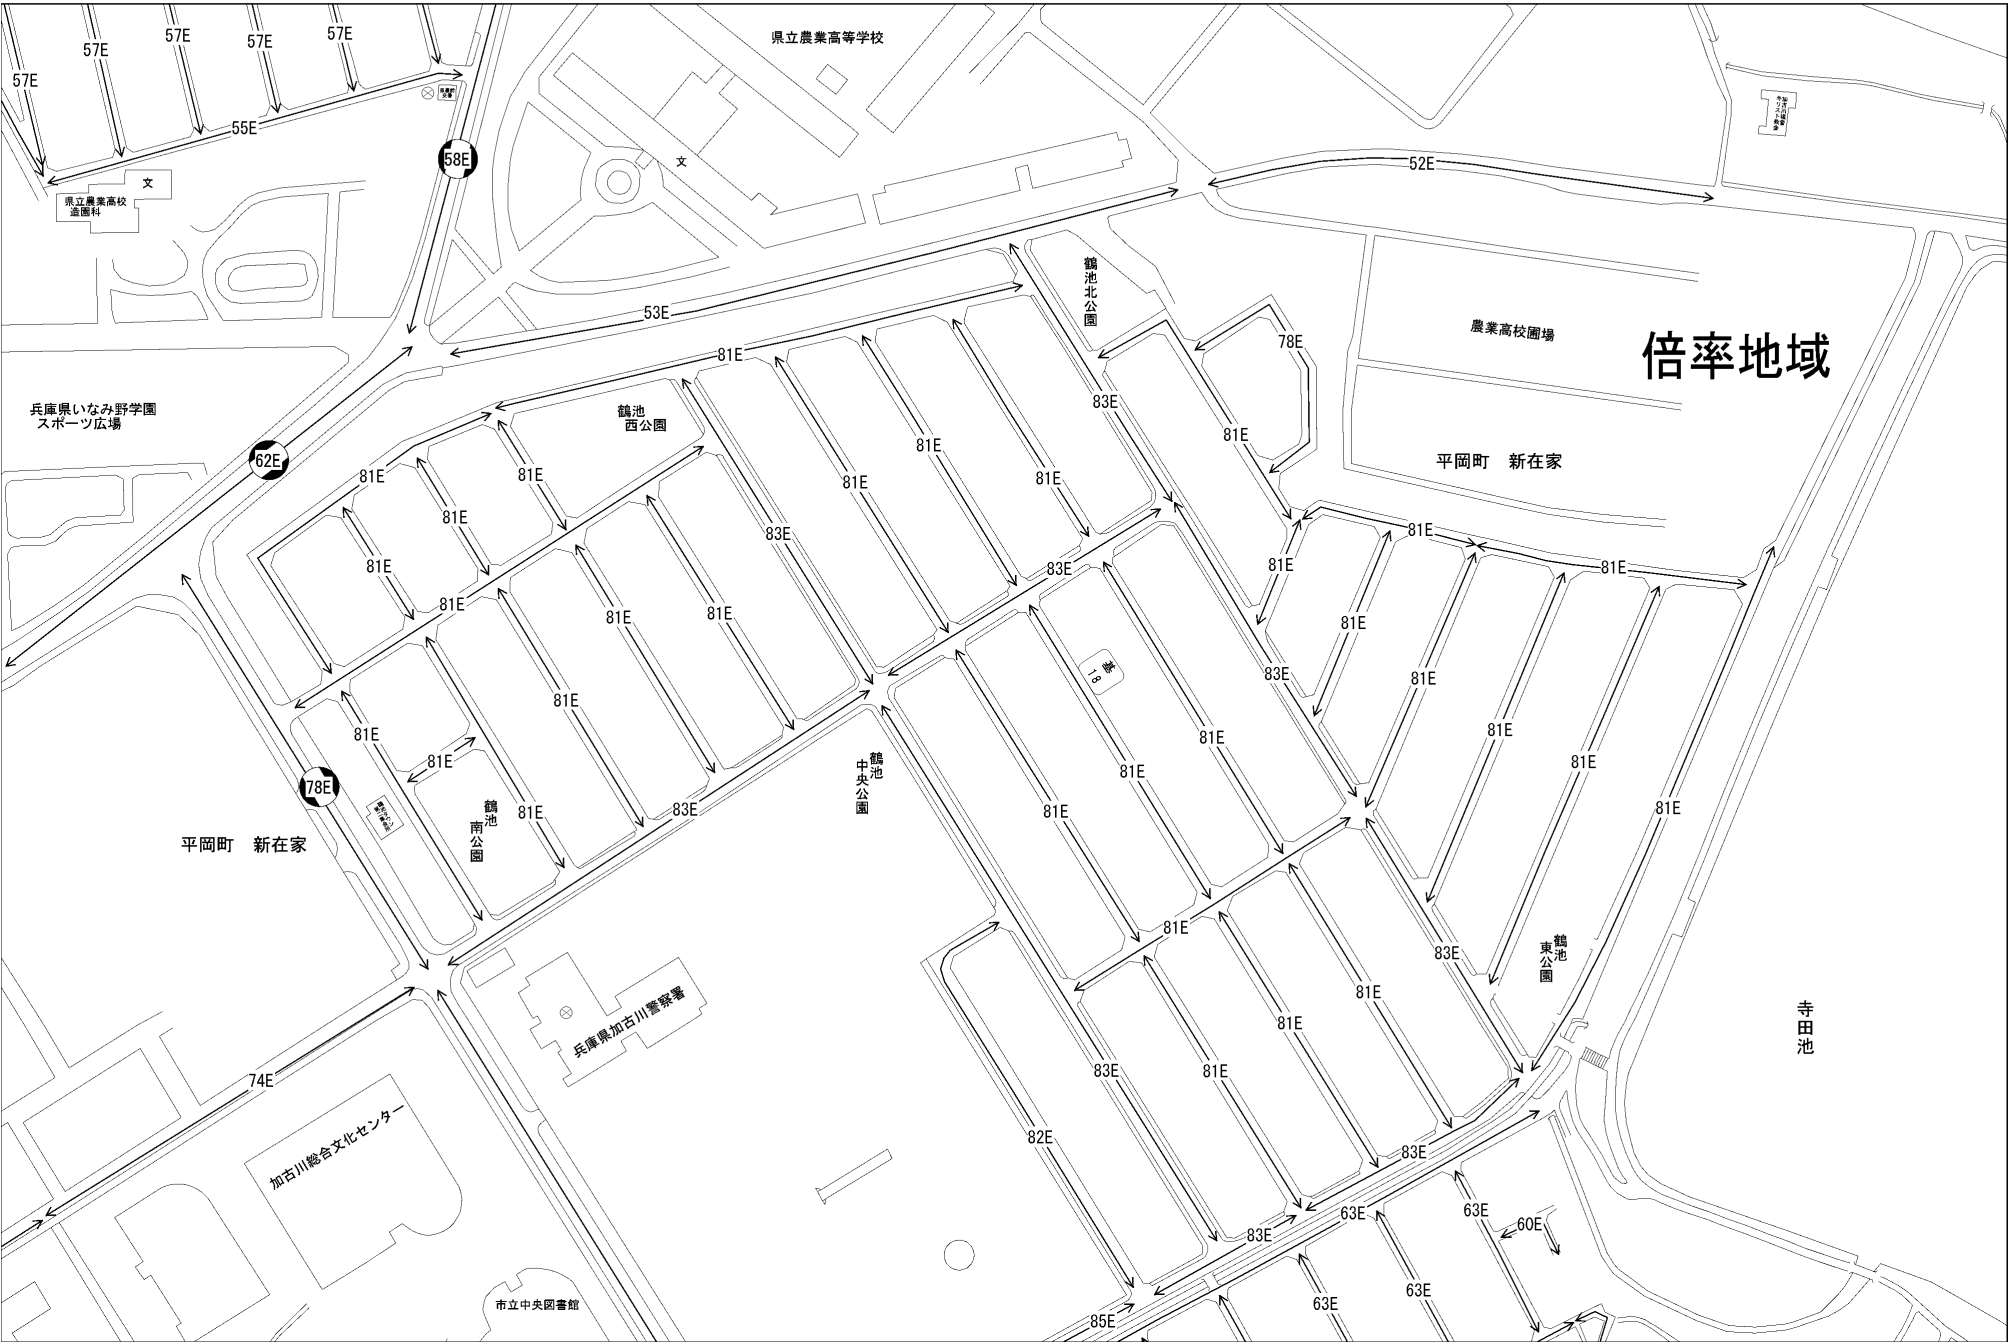 57E
57E
57E
57E
57E
55E
58E
県立農業高等学校
文
文
県立農業高校
造園科
52E
53E
鶴池北公園
78E
農業高校圃場
倍率地域
81E
83E
兵庫県いなみ野学園
スポーツ広場
鶴池
西公園
62E
81E
81E
81E
81E
81E
81E
81E
平岡町 新在家
81E
83E
81E
81E
81E
83E
81E
81E
81E
81E
81E
81E
81E
基
18
83E
81E
81E
81E
81E
81E
81E
81E
81E
78E
鶴池
中央公園
81E
81E
鶴池
南公園
81E
83E
81E
81E
平岡町 新在家
81E
83E
鶴池
東公園
81E
81E
寺田池
兵庫県加古川警察署
83E
81E
74E
加古川総合文化センター
82E
83E
63E
83E
63E
60E
63E
63E
85E
市立中央図書館